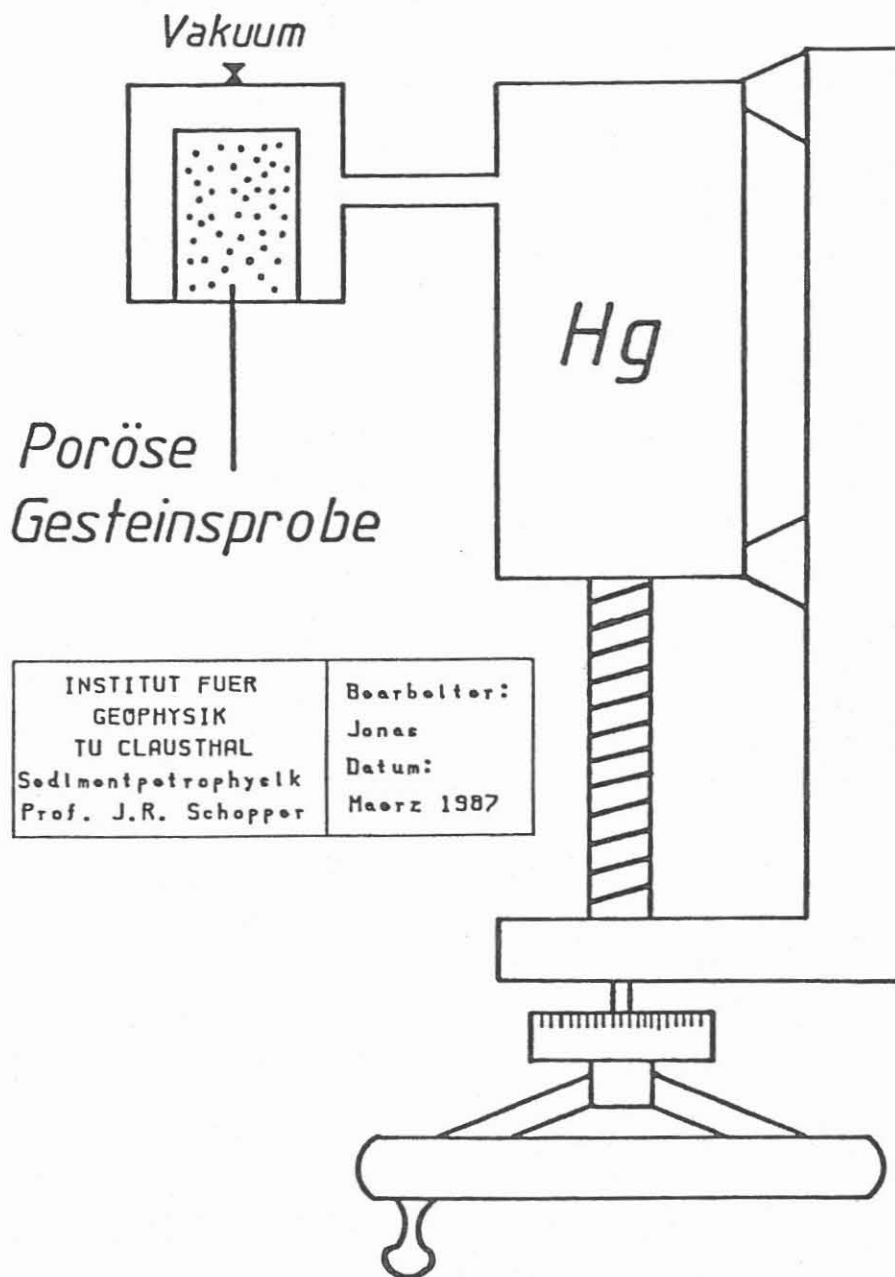 Vakuum
Hg
Poröse
Gesteinsprobe
INSTITUT FUER
GEOPHYSIK
TU CLAUSTHAL
Sedimentpetrophysik
Prof. J.R. Schopper
Bearbeiter:
Jonas
Datum:
Maerz 1987